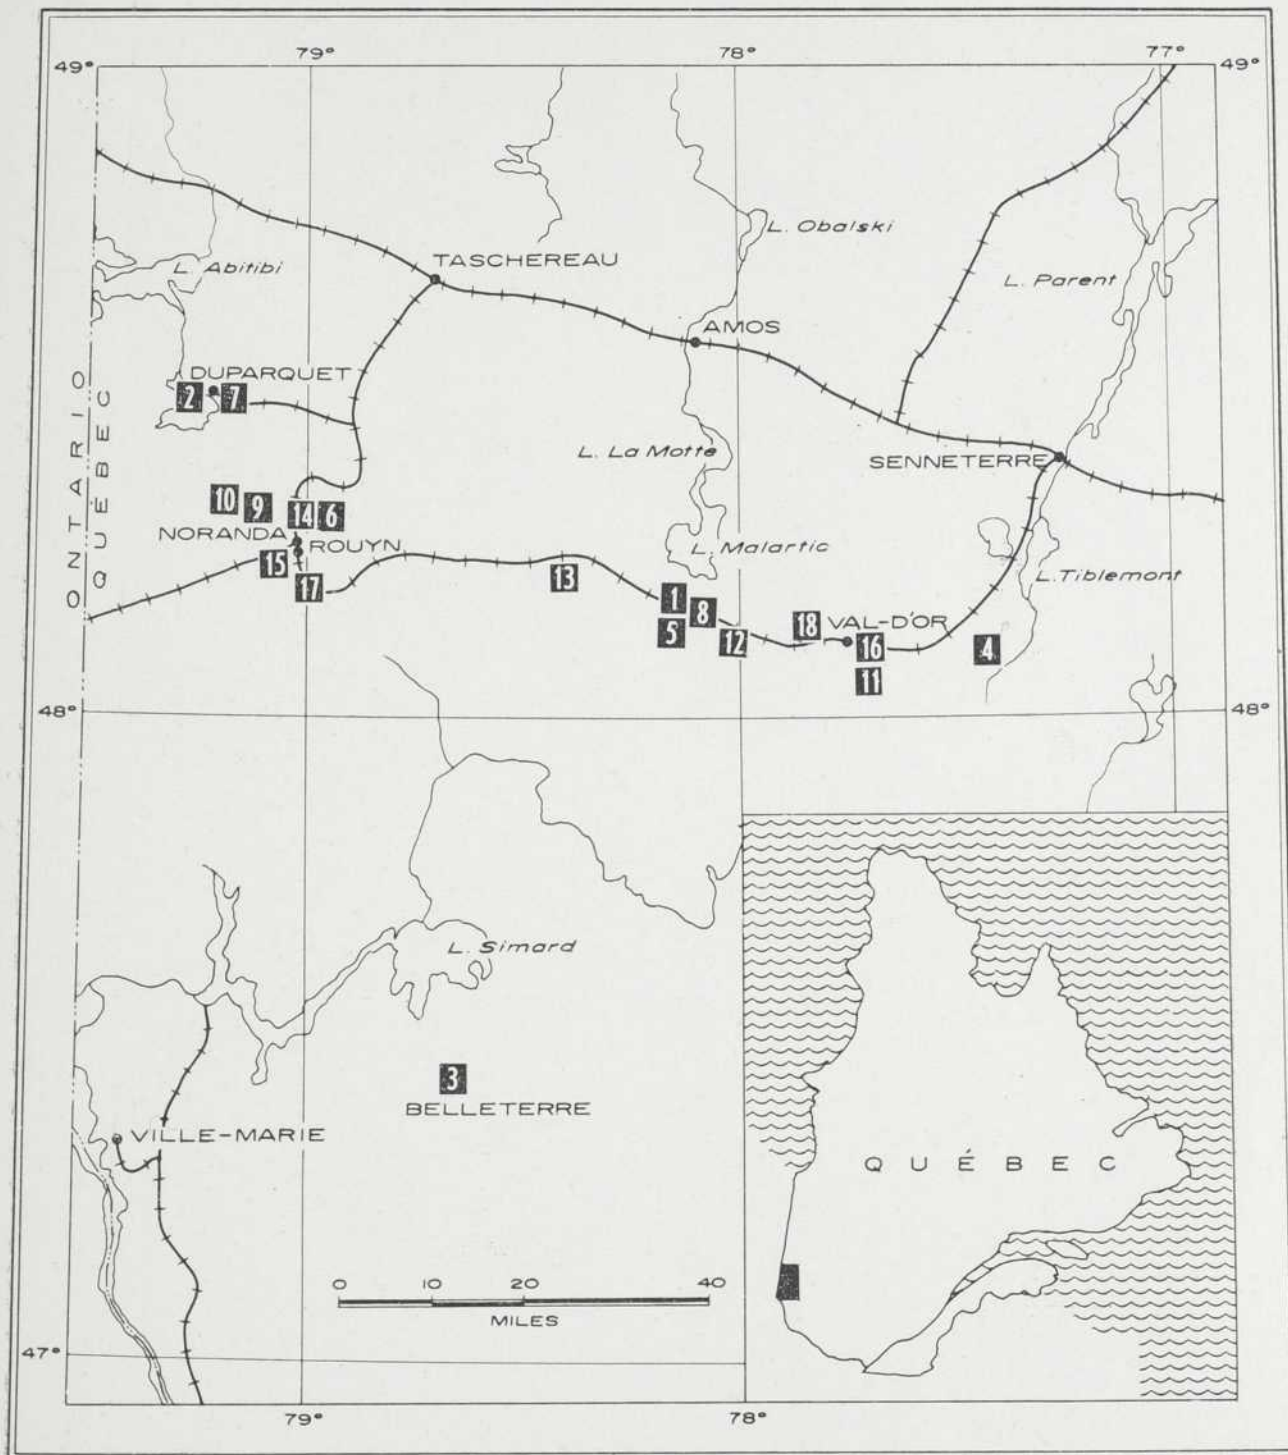 79° 78° 77°
49° 49°
L. Obalski
L. Abitibi
TASCHEREAU
L. Parent
AMOS
DUPARQUET
2 7
ONTARIO
QUÉBEC
L. La Motte
SENNETERRE
10 9 14 6
NORANDA
ROUYN
L. Malartic
15 17 13
L. Tiblemont
1 8
5 12
18 VAL-D'OR
16 4
11
48° 48°
L. Simard
3
BELLETERRE
VILLE-MARIE
QUÉBEC
0 10 20 40
MILES
47°
79° 78°